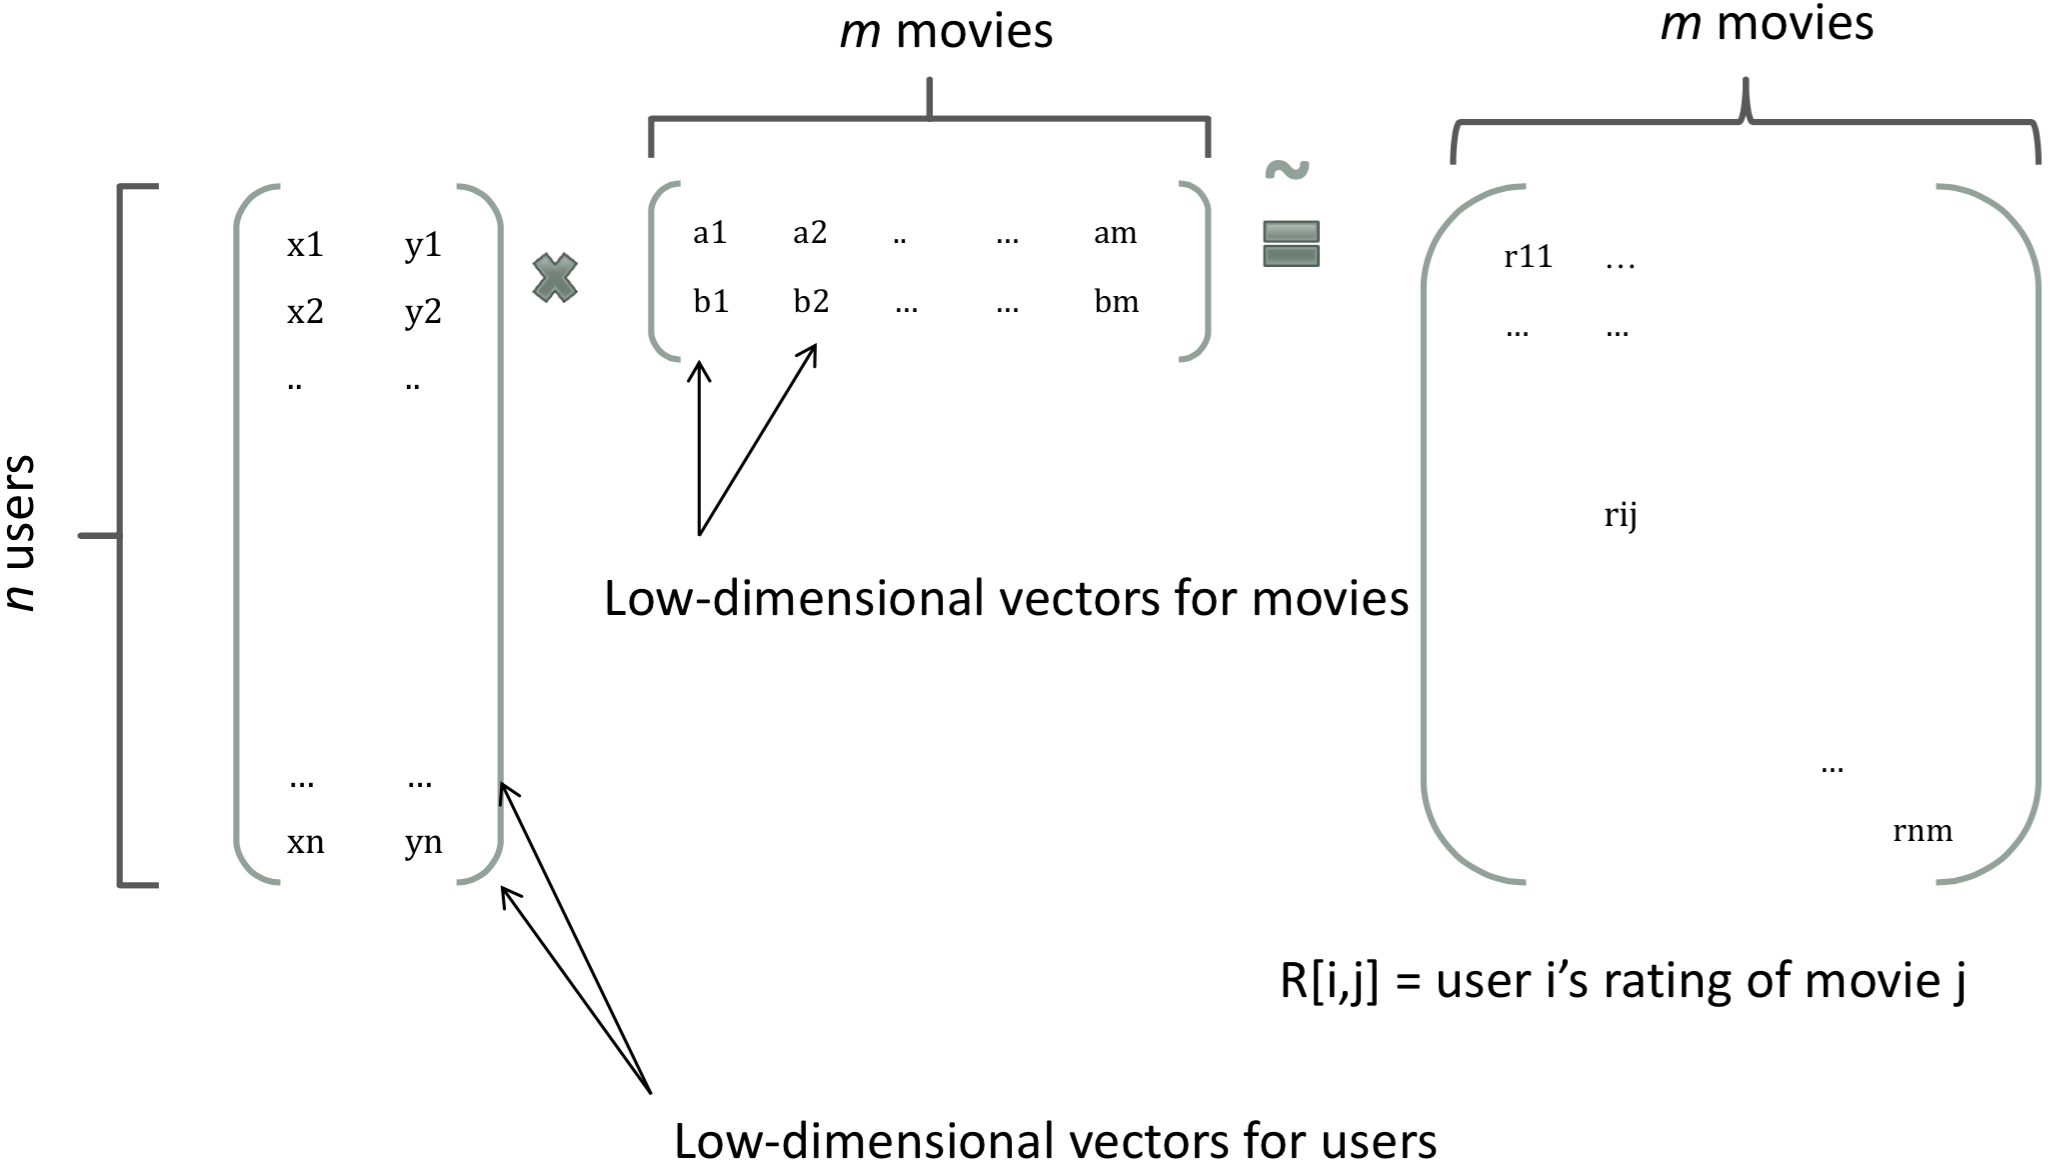 m movies
m movies
~
=
n users
x1 y1
x2 y2
.. ..
... ...
xn yn
×
a1 a2 .. ... am
b1 b2 ... ... bm
r11 ...
... ...
rij
...
rnm
Low-dimensional vectors for movies
R[i,j] = user i’s rating of movie j
Low-dimensional vectors for users